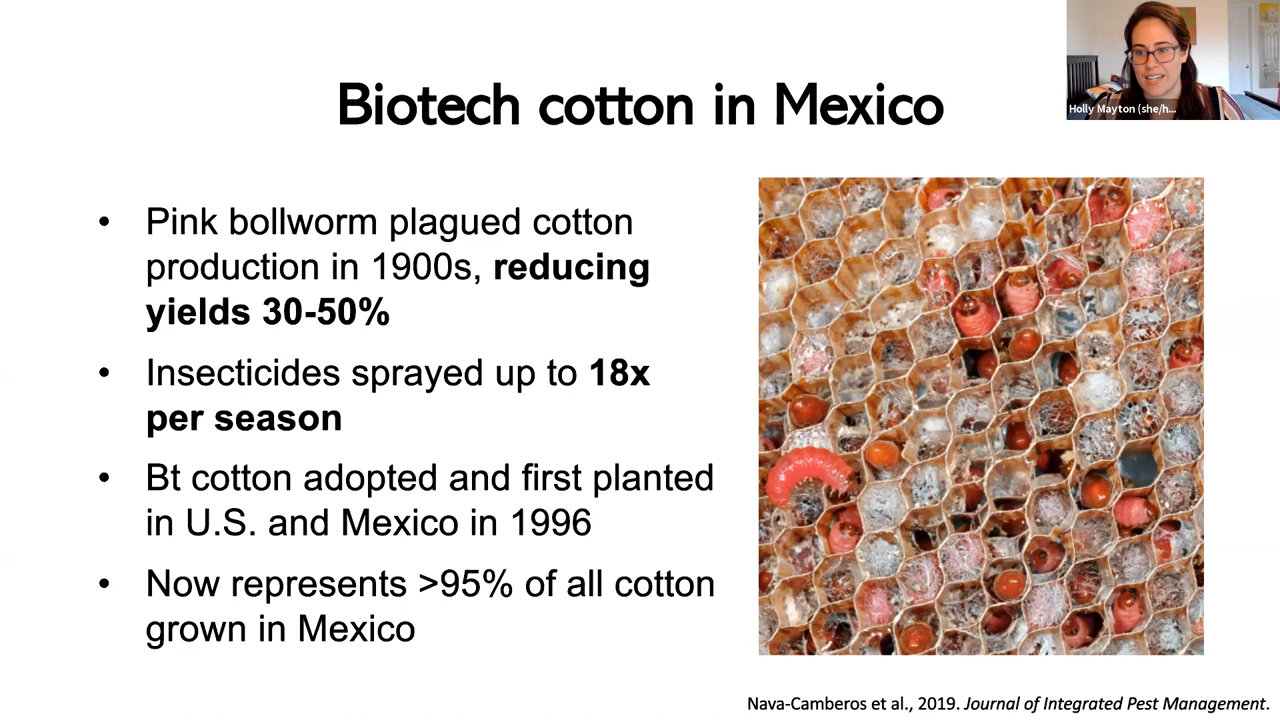 Biotech cotton in Mexico
Holly Mayton (she/h...
• Pink bollworm plagued cotton
production in 1900s, reducing
yields 30-50%
• Insecticides sprayed up to 18x
per season
• Bt cotton adopted and first planted
in U.S. and Mexico in 1996
• Now represents >95% of all cotton
grown in Mexico
Nava-Camberos et al., 2019. Journal of Integrated Pest Management.